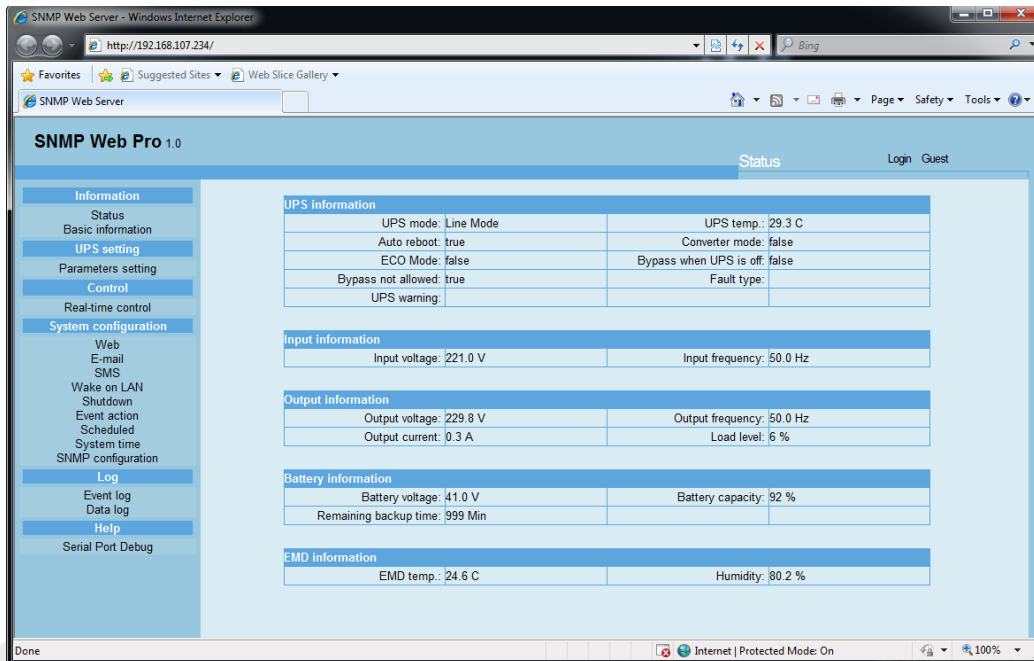 SNMP Web Server - Windows Internet Explorer
http://192.168.107.234/
Bing
Favorites Suggested Sites Web Slice Gallery
SNMP Web Server
Page Safety Tools
SNMP Web Pro 1.0
Status
Login Guest
Information
Status
Basic information
UPS setting
Parameters setting
Control
Real-time control
System configuration
Web
E-mail
SMS
Wake on LAN
Shutdown
Event action
Scheduled
System time
SNMP configuration
Log
Event log
Data log
Help
Serial Port Debug
UPS information
UPS mode: Line Mode UPS temp.: 29.3 C
Auto reboot: true Converter mode: false
ECO Mode: false Bypass when UPS is off: false
Bypass not allowed: true Fault type:
UPS warning:
Input information
Input voltage: 221.0 V Input frequency: 50.0 Hz
Output information
Output voltage: 229.8 V Output frequency: 50.0 Hz
Output current: 0.3 A Load level: 6 %
Battery information
Battery voltage: 41.0 V Battery capacity: 92 %
Remaining backup time: 999 Min
EMD information
EMD temp.: 24.6 C Humidity: 80.2 %
Done
Internet | Protected Mode: On
100%